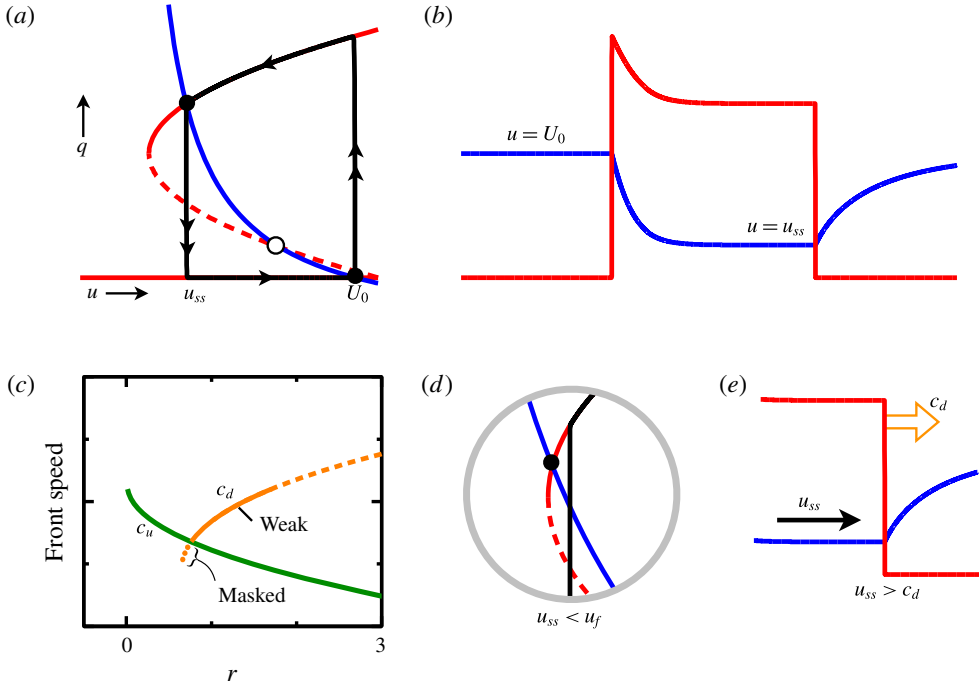 (a)
q
u
u_ss
U_0
(b)
u = U_0
u = u_ss
(c)
Front speed
c_u
c_d
Weak
Masked
0
3
r
(d)
u_ss < u_f
(e)
c_d
u_ss
u_ss > c_d